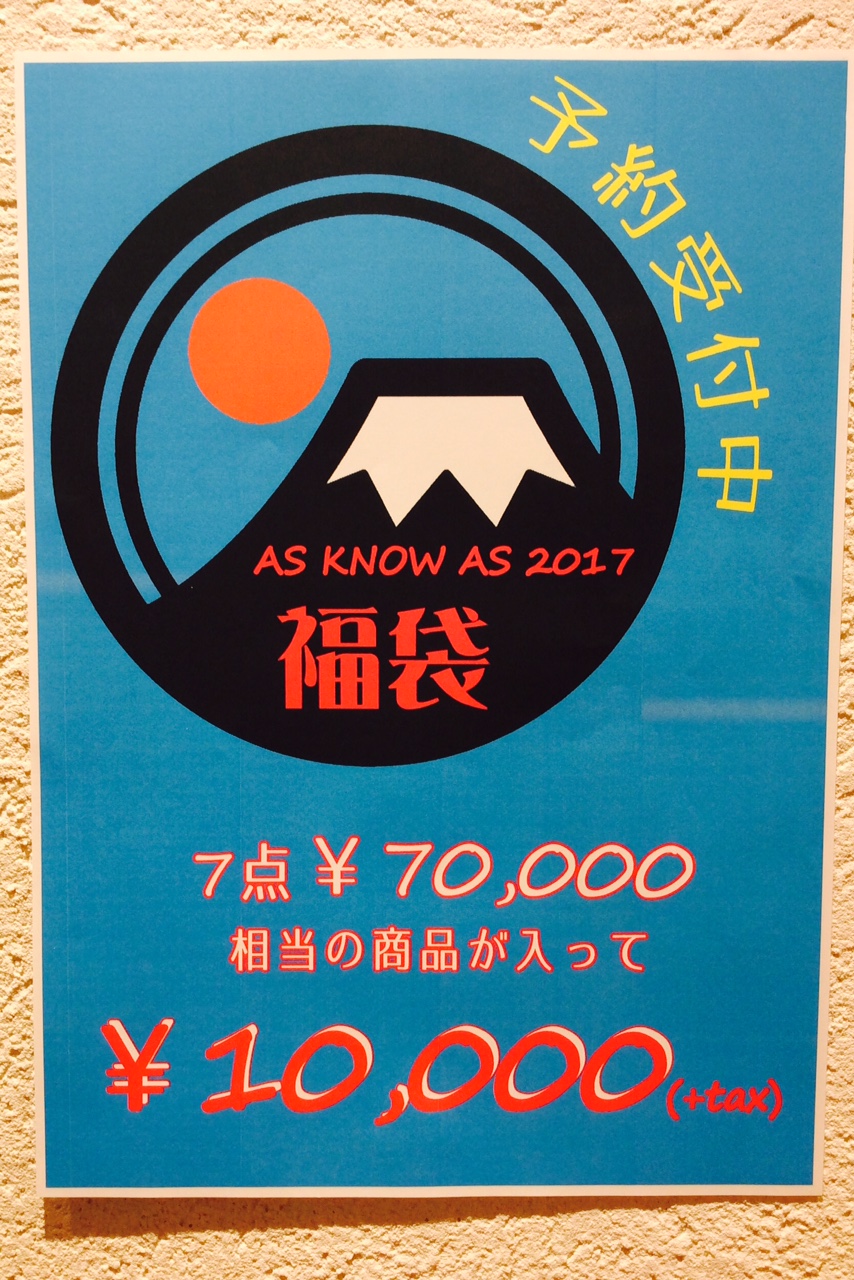 予約受付中
AS KNOW AS 2017
福袋
7点¥70,000
相当の商品が入って
¥10,000(+tax)